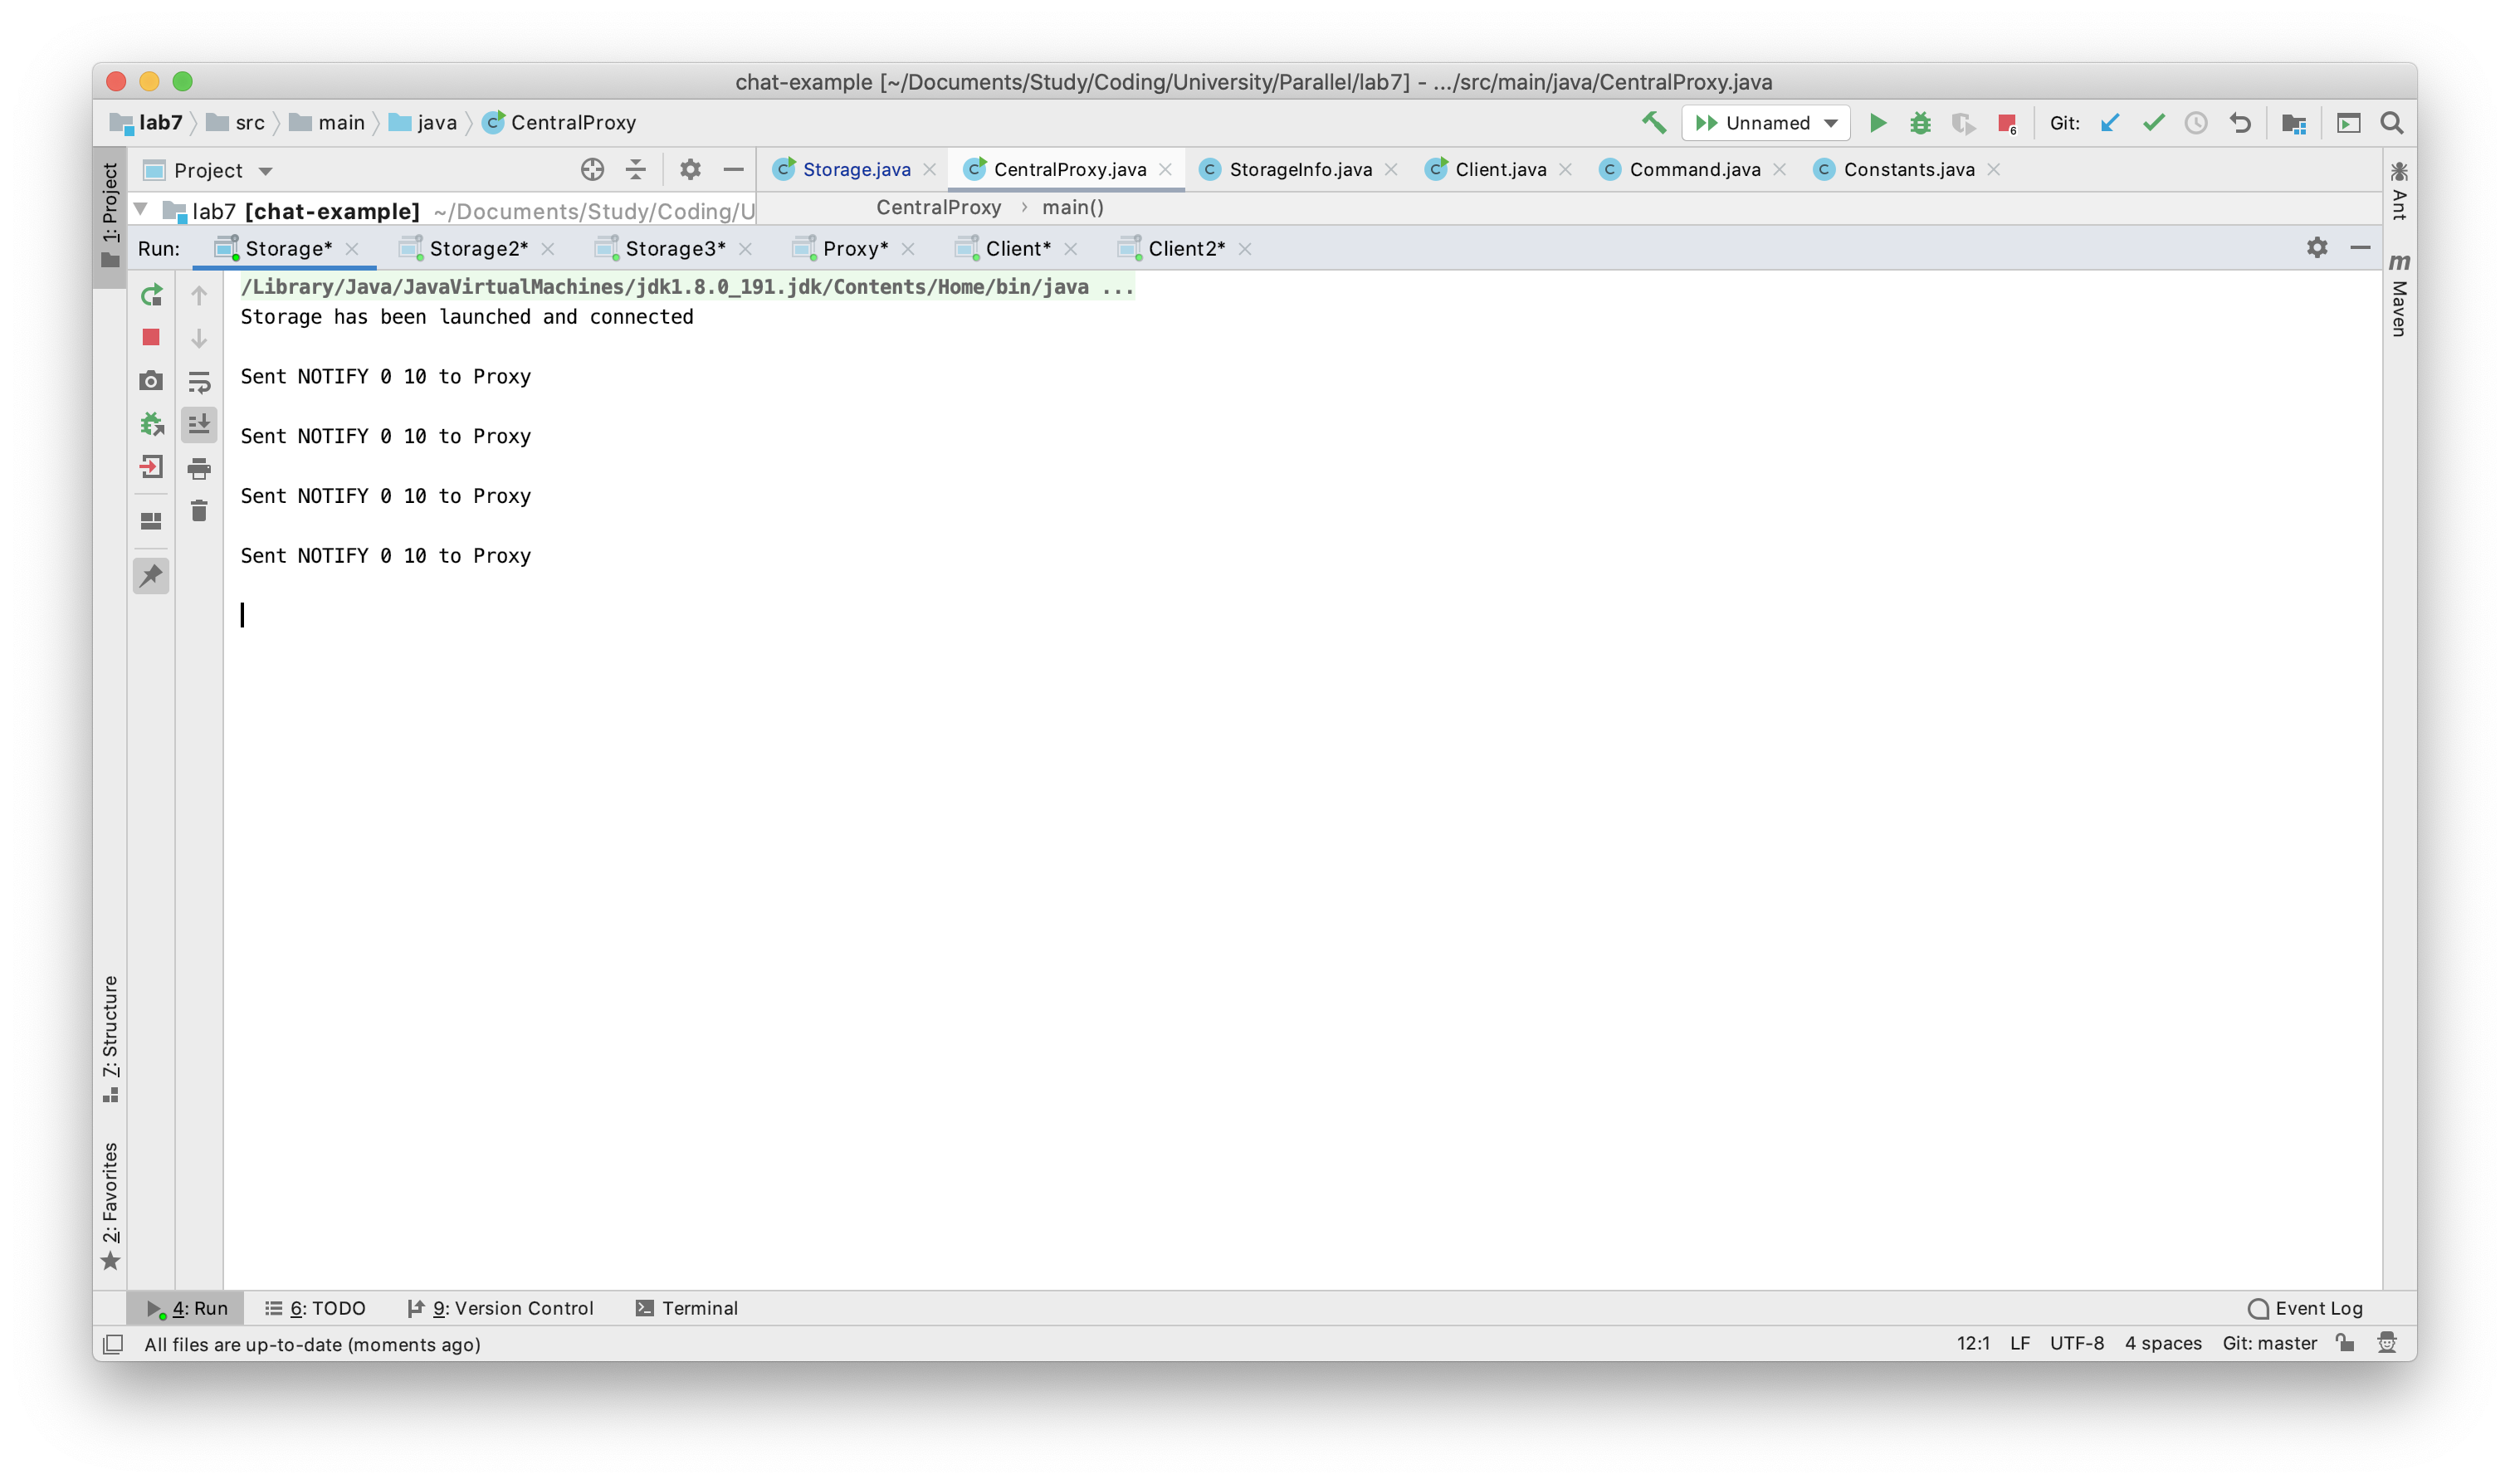 chat-example [~/Documents/Study/Coding/University/Parallel/lab7] - .../src/main/java/CentralProxy.java
lab7 src main java CentralProxy Unnamed 6 Git:
1: Project
Project
Storage.java CentralProxy.java StorageInfo.java Client.java Command.java Constants.java
Ant
lab7 [chat-example] ~/Documents/Study/Coding/U
CentralProxy › main()
Run: Storage* Storage2* Storage3* Proxy* Client* Client2*
m Maven
/Library/Java/JavaVirtualMachines/jdk1.8.0_191.jdk/Contents/Home/bin/java ...
Storage has been launched and connected
Sent NOTIFY 0 10 to Proxy
Sent NOTIFY 0 10 to Proxy
Sent NOTIFY 0 10 to Proxy
Sent NOTIFY 0 10 to Proxy
7: Structure
2: Favorites
4: Run 6: TODO 9: Version Control Terminal Event Log
All files are up-to-date (moments ago) 12:1 LF UTF-8 4 spaces Git: master